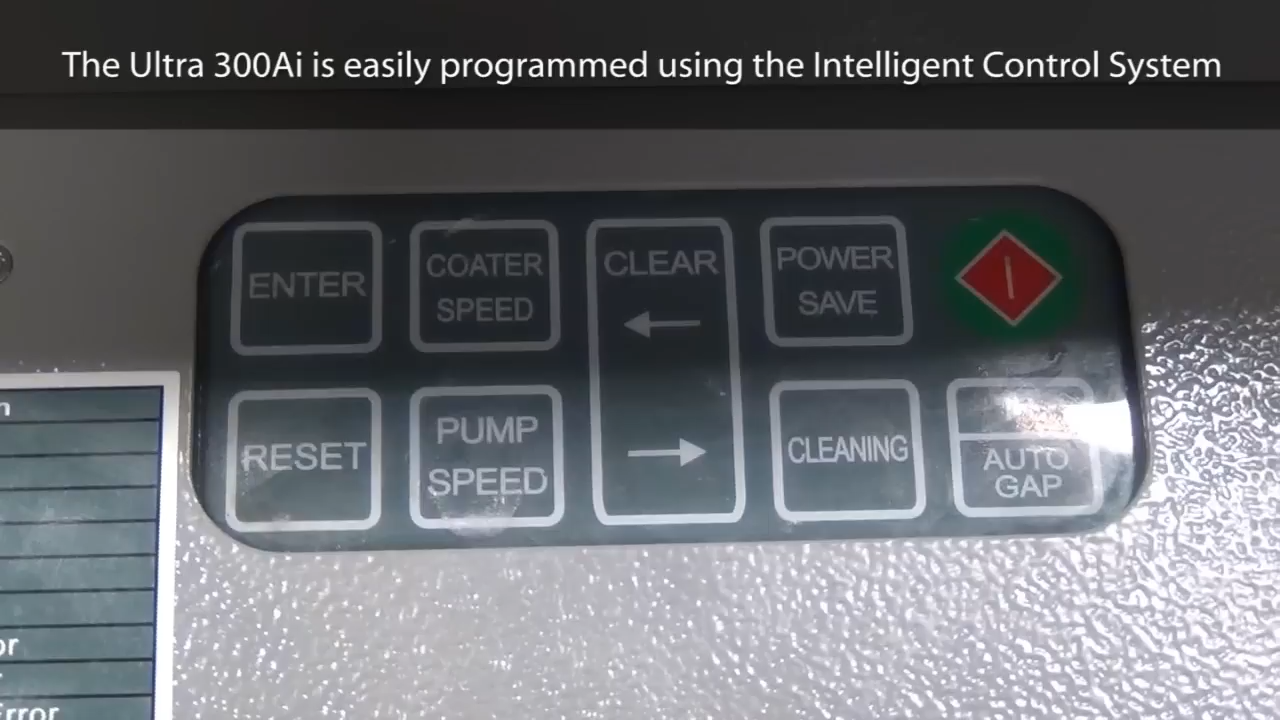 The Ultra 300Ai is easily programmed using the Intelligent Control System
ENTER
COATER
SPEED
CLEAR
←
→
POWER
SAVE
RESET
PUMP
SPEED
CLEANING
AUTO
GAP